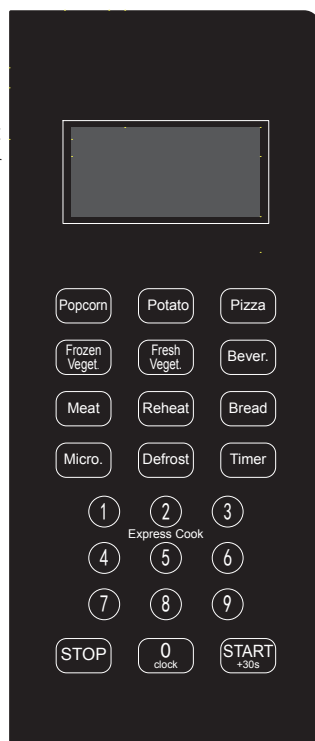 Popcorn Potato Pizza
Frozen Veget. Fresh Veget. Bever.
Meat Reheat Bread
Micro. Defrost Timer
1 2 3
Express Cook
4 5 6
7 8 9
STOP 0 clock START +30s